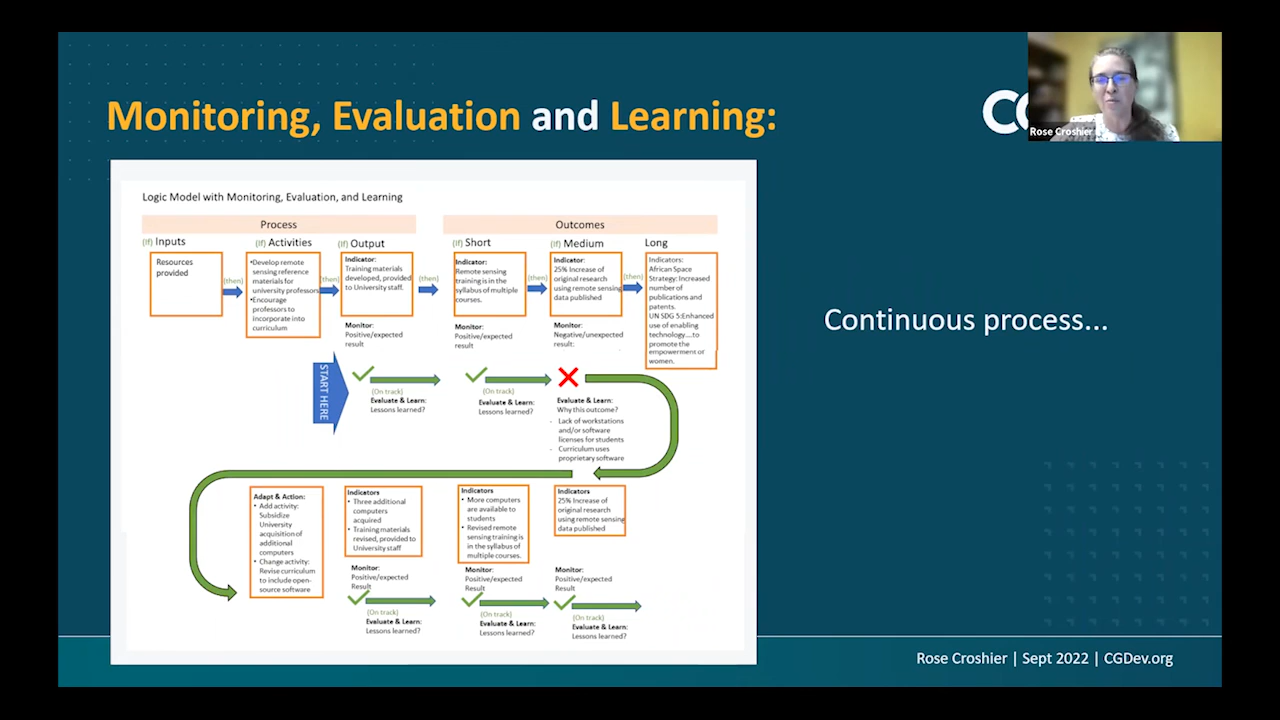 Monitoring, Evaluation and Learning:
CG
Rose Croshier
Logic Model with Monitoring, Evaluation, and Learning
Process
Outcomes
(if) Inputs
(if) Activities
(if) Output
(if) Short
(if) Medium
Long
Resources
provided
(then)
•Develop remote
sensing reference
materials for
university professors
•Encourage
professors to
incorporate into
curriculum
(then)
Indicator:
Training materials
developed, provided
to University staff.
(then)
Indicator:
Remote sensing
training is in the
syllabus of multiple
courses.
(then)
Indicator:
25% Increase of
original research
using remote sensing
data published
(then)
Indicators:
African Space
Strategy: Increased
number of
publications and
patents.
UN SDG 5:Enhanced
use of enabling
technology....to
promote the
empowerment of
women.
Monitor:
Positive/expected
result
Monitor:
Positive/expected
result
Monitor:
Negative/unexpected
result:
START HERE
(On track)
Evaluate & Learn:
Lessons learned?
(On track)
Evaluate & Learn:
Lessons learned?
Evaluate & Learn:
Why this outcome?
- Lack of workstations
and/or software
licenses for students
- Curriculum uses
proprietary software
Adapt & Action:
• Add activity:
Subsidize
University
acquisition of
additional
computers
• Change activity:
Revise curriculum
to include open-
source software
Indicators
• Three additional
computers
acquired
• Training materials
revised, provided to
University staff
Indicators
• More computers
are available to
students
• Revised remote
sensing training is
in the syllabus of
multiple courses.
Indicators
25% Increase of
original research
using remote sensing
data published
Monitor:
Positive/expected
Result
Monitor:
Positive/expected
Result
Monitor:
Positive/expected
Result
(On track)
Evaluate & Learn:
Lessons learned?
(On track)
Evaluate & Learn:
Lessons learned?
(On track)
Evaluate & Learn:
Lessons learned?
Continuous process...
Rose Croshier | Sept 2022 | CGDev.org